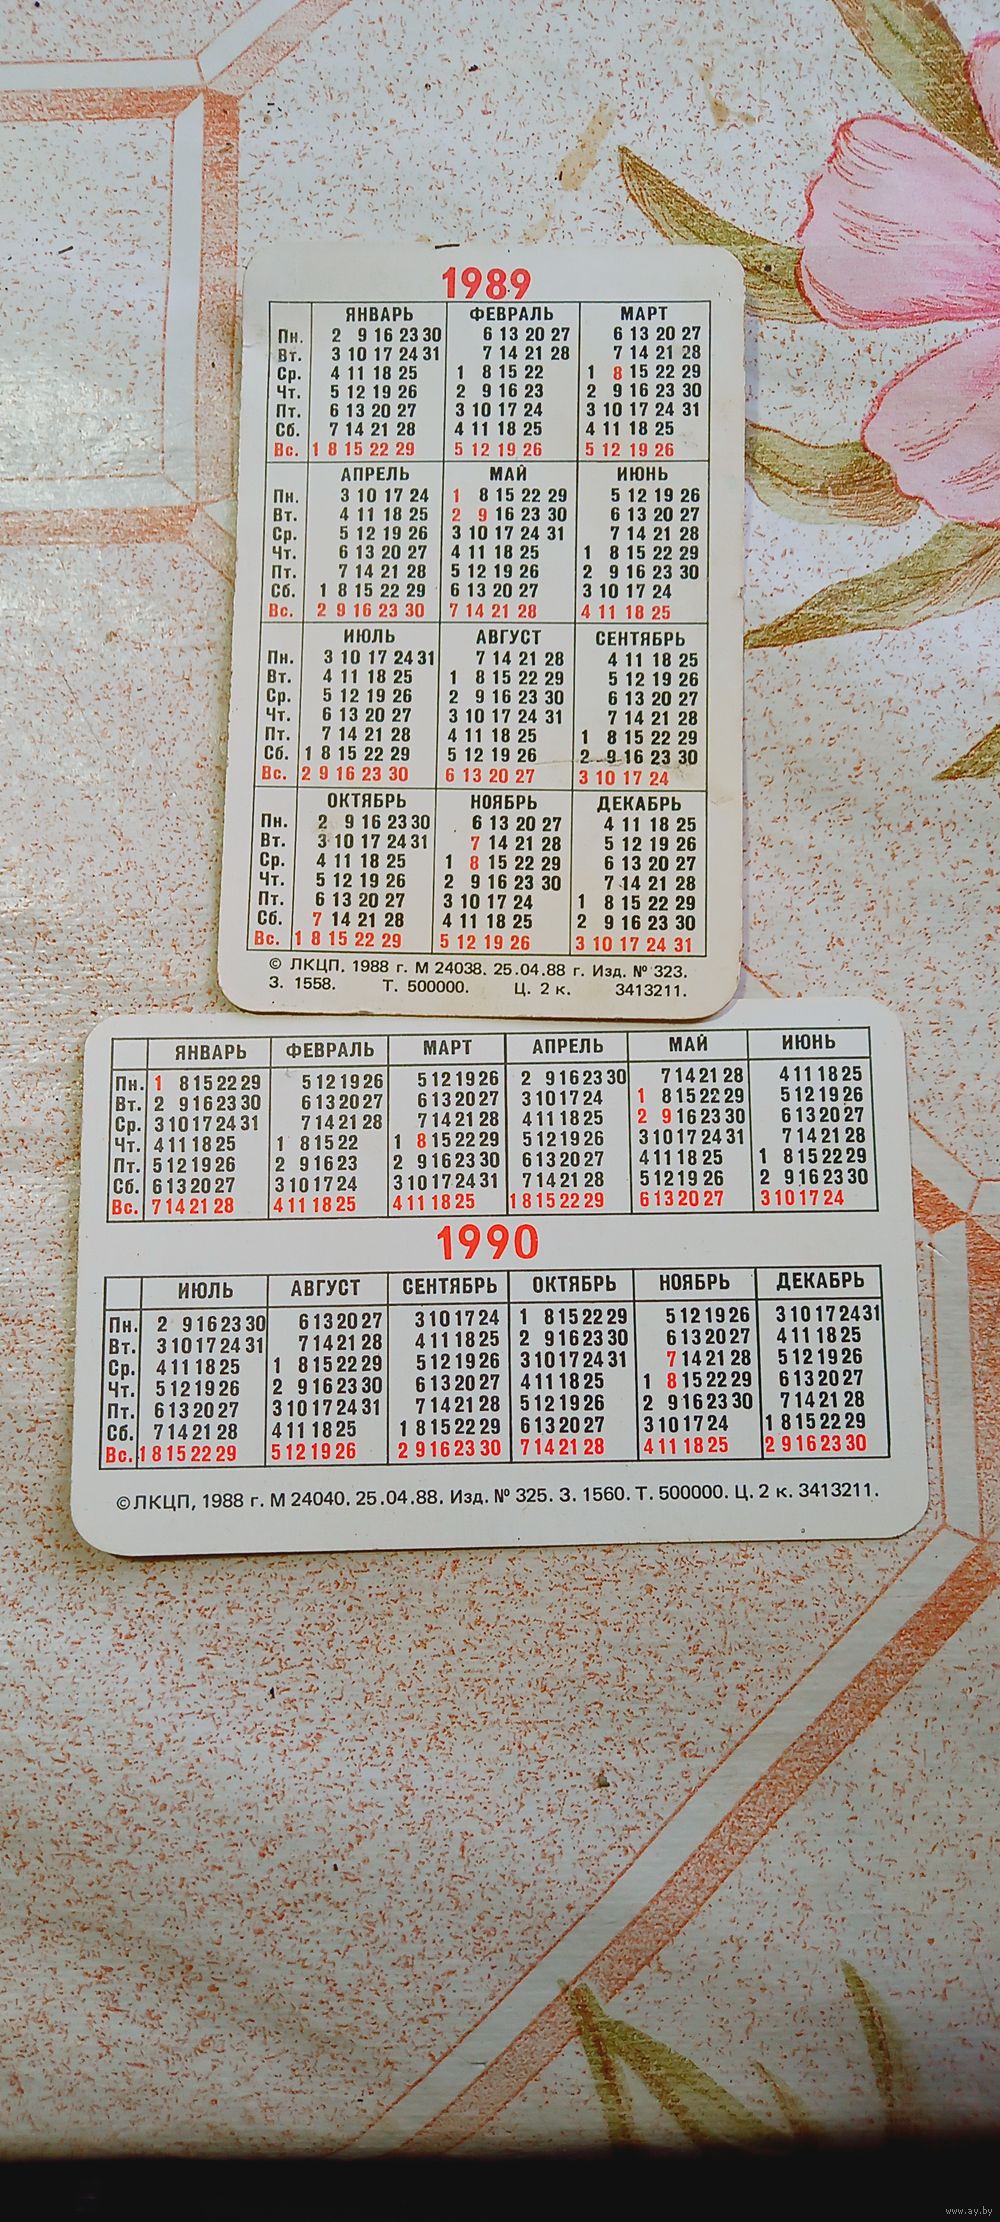 1989
ЯНВАРЬ ФЕВРАЛЬ МАРТ
Пн. 2 9 16 23 30 6 13 20 27 6 13 20 27
Вт. 3 10 17 24 31 7 14 21 28 7 14 21 28
Ср. 4 11 18 25 1 8 15 22 1 8 15 22 29
Чт. 5 12 19 26 2 9 16 23 2 9 16 23 30
Пт. 6 13 20 27 3 10 17 24 3 10 17 24 31
Сб. 7 14 21 28 4 11 18 25 4 11 18 25
Вс. 1 8 15 22 29 5 12 19 26 5 12 19 26
АПРЕЛЬ МАЙ ИЮНЬ
Пн. 3 10 17 24 1 8 15 22 29 5 12 19 26
Вт. 4 11 18 25 2 9 16 23 30 6 13 20 27
Ср. 5 12 19 26 3 10 17 24 31 7 14 21 28
Чт. 6 13 20 27 4 11 18 25 1 8 15 22 29
Пт. 7 14 21 28 5 12 19 26 2 9 16 23 30
Сб. 1 8 15 22 29 6 13 20 27 3 10 17 24
Вс. 2 9 16 23 30 7 14 21 28 4 11 18 25
ИЮЛЬ АВГУСТ СЕНТЯБРЬ
Пн. 3 10 17 24 31 7 14 21 28 4 11 18 25
Вт. 4 11 18 25 1 8 15 22 29 5 12 19 26
Ср. 5 12 19 26 2 9 16 23 30 6 13 20 27
Чт. 6 13 20 27 3 10 17 24 31 7 14 21 28
Пт. 7 14 21 28 4 11 18 25 1 8 15 22 29
Сб. 1 8 15 22 29 5 12 19 26 2 9 16 23 30
Вс. 2 9 16 23 30 6 13 20 27 3 10 17 24
ОКТЯБРЬ НОЯБРЬ ДЕКАБРЬ
Пн. 2 9 16 23 30 6 13 20 27 4 11 18 25
Вт. 3 10 17 24 31 7 14 21 28 5 12 19 26
Ср. 4 11 18 25 1 8 15 22 29 6 13 20 27
Чт. 5 12 19 26 2 9 16 23 30 7 14 21 28
Пт. 6 13 20 27 3 10 17 24 1 8 15 22 29
Сб. 7 14 21 28 4 11 18 25 2 9 16 23 30
Вс. 1 8 15 22 29 5 12 19 26 3 10 17 24 31
© ЛКЦП. 1988 г. М 24038. 25.04.88 г. Изд. № 323.
З. 1558. Т. 500000. Ц. 2 к. 3413211.
ЯНВАРЬ ФЕВРАЛЬ МАРТ АПРЕЛЬ МАЙ ИЮНЬ
Пн. 1 8 15 22 29 5 12 19 26 5 12 19 26 2 9 16 23 30 7 14 21 28 4 11 18 25
Вт. 2 9 16 23 30 6 13 20 27 6 13 20 27 3 10 17 24 1 8 15 22 29 5 12 19 26
Ср. 3 10 17 24 31 7 14 21 28 7 14 21 28 4 11 18 25 2 9 16 23 30 6 13 20 27
Чт. 4 11 18 25 1 8 15 22 1 8 15 22 29 5 12 19 26 3 10 17 24 31 7 14 21 28
Пт. 5 12 19 26 2 9 16 23 2 9 16 23 30 6 13 20 27 4 11 18 25 1 8 15 22 29
Сб. 6 13 20 27 3 10 17 24 3 10 17 24 31 7 14 21 28 5 12 19 26 2 9 16 23 30
Вс. 7 14 21 28 4 11 18 25 4 11 18 25 1 8 15 22 29 6 13 20 27 3 10 17 24
1990
ИЮЛЬ АВГУСТ СЕНТЯБРЬ ОКТЯБРЬ НОЯБРЬ ДЕКАБРЬ
Пн. 2 9 16 23 30 6 13 20 27 3 10 17 24 1 8 15 22 29 5 12 19 26 3 10 17 24 31
Вт. 3 10 17 24 31 7 14 21 28 4 11 18 25 2 9 16 23 30 6 13 20 27 4 11 18 25
Ср. 4 11 18 25 1 8 15 22 29 5 12 19 26 3 10 17 24 31 7 14 21 28 5 12 19 26
Чт. 5 12 19 26 2 9 16 23 30 6 13 20 27 4 11 18 25 1 8 15 22 29 6 13 20 27
Пт. 6 13 20 27 3 10 17 24 31 7 14 21 28 5 12 19 26 2 9 16 23 30 7 14 21 28
Сб. 7 14 21 28 4 11 18 25 1 8 15 22 29 6 13 20 27 3 10 17 24 1 8 15 22 29
Вс. 1 8 15 22 29 5 12 19 26 2 9 16 23 30 7 14 21 28 4 11 18 25 2 9 16 23 30
© ЛКЦП, 1988 г. М 24040. 25.04.88. Изд. № 325. З. 1560. Т. 500000. Ц. 2 к. 3413211.
www.ay.by